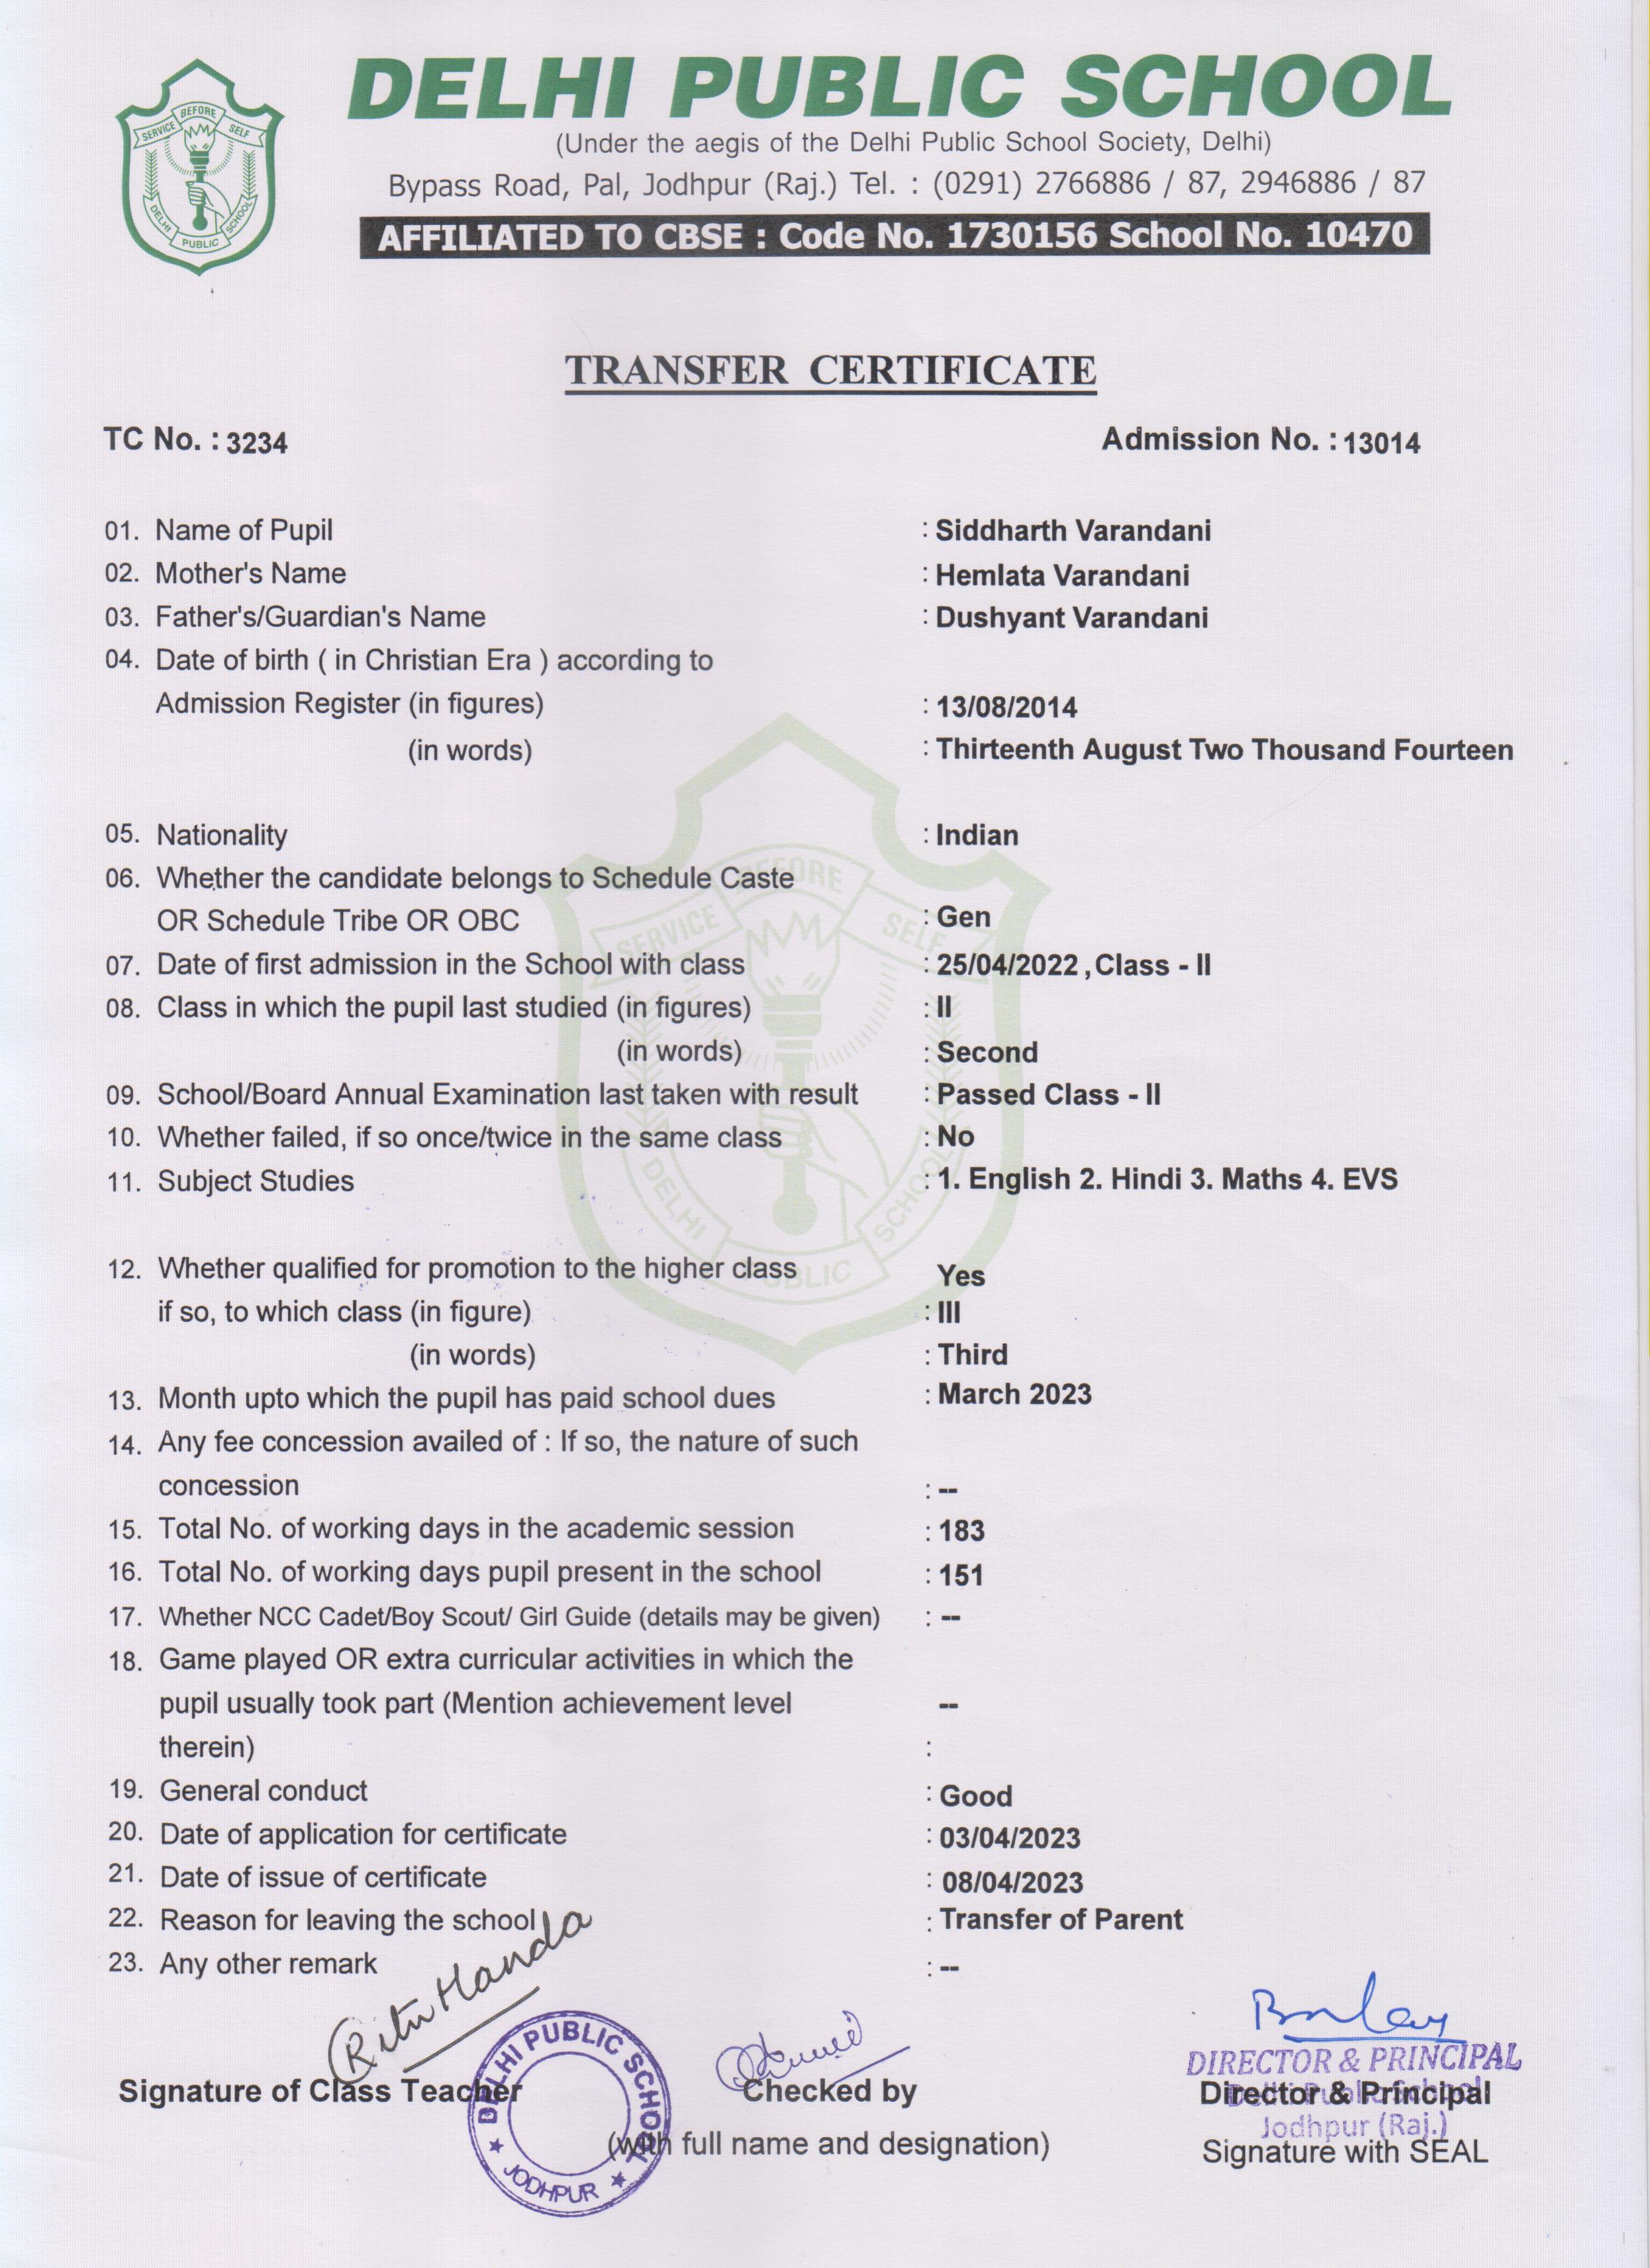 SERVICE BEFORE SELF
DELHI PUBLIC SCHOOL
DELHI PUBLIC SCHOOL
(Under the aegis of the Delhi Public School Society, Delhi)
Bypass Road, Pal, Jodhpur (Raj.) Tel. : (0291) 2766886 / 87, 2946886 / 87
AFFILIATED TO CBSE : Code No. 1730156 School No. 10470
TRANSFER CERTIFICATE
TC No. : 3234 Admission No. : 13014
01. Name of Pupil : Siddharth Varandani
02. Mother's Name : Hemlata Varandani
03. Father's/Guardian's Name : Dushyant Varandani
04. Date of birth ( in Christian Era ) according to
Admission Register (in figures) : 13/08/2014
(in words) : Thirteenth August Two Thousand Fourteen
05. Nationality : Indian
06. Whether the candidate belongs to Schedule Caste
OR Schedule Tribe OR OBC : Gen
07. Date of first admission in the School with class : 25/04/2022 , Class - II
08. Class in which the pupil last studied (in figures) : II
(in words) : Second
09. School/Board Annual Examination last taken with result : Passed Class - II
10. Whether failed, if so once/twice in the same class : No
11. Subject Studies : 1. English 2. Hindi 3. Maths 4. EVS
12. Whether qualified for promotion to the higher class Yes
if so, to which class (in figure) : III
(in words) : Third
13. Month upto which the pupil has paid school dues : March 2023
14. Any fee concession availed of : If so, the nature of such
concession : --
15. Total No. of working days in the academic session : 183
16. Total No. of working days pupil present in the school : 151
17. Whether NCC Cadet/Boy Scout/ Girl Guide (details may be given) : --
18. Game played OR extra curricular activities in which the
pupil usually took part (Mention achievement level --
therein) :
19. General conduct : Good
20. Date of application for certificate : 03/04/2023
21. Date of issue of certificate : 08/04/2023
22. Reason for leaving the school : Transfer of Parent
23. Any other remark : --
Ritu Handa
DIRECTOR & PRINCIPAL
Delhi Public School
Jodhpur (Raj.)
Signature of Class Teacher Checked by Director & Principal
(with full name and designation) Signature with SEAL
DELHI PUBLIC SCHOOL
JODHPUR
SERVICE BEFORE SELF
DELHI PUBLIC SCHOOL